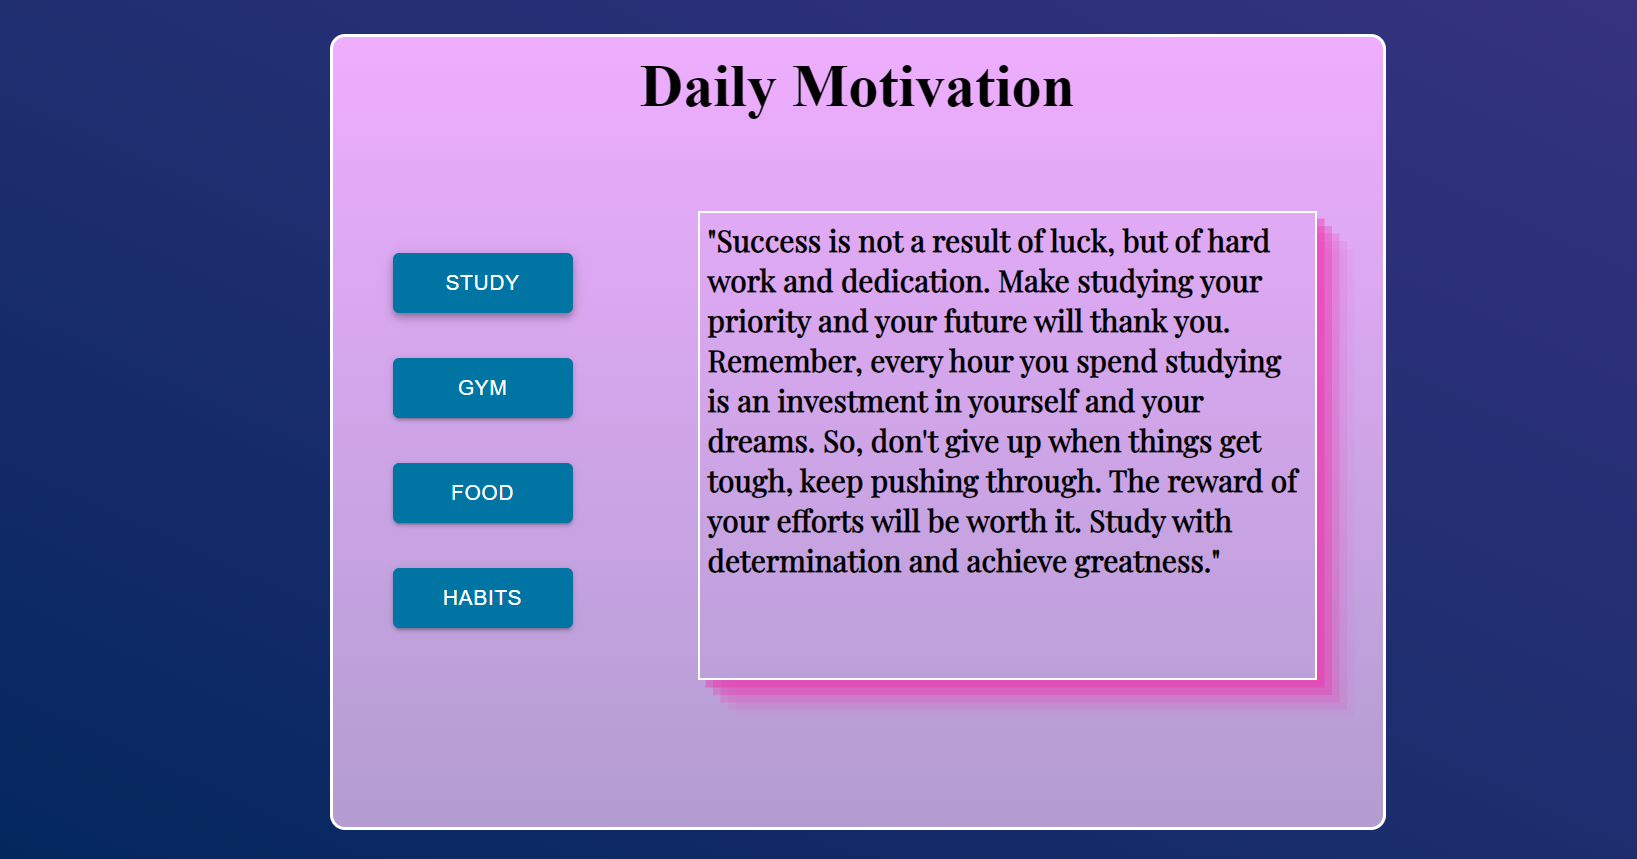 Daily Motivation
STUDY
GYM
FOOD
HABITS
"Success is not a result of luck, but of hard
work and dedication. Make studying your
priority and your future will thank you.
Remember, every hour you spend studying
is an investment in yourself and your
dreams. So, don't give up when things get
tough, keep pushing through. The reward of
your efforts will be worth it. Study with
determination and achieve greatness."